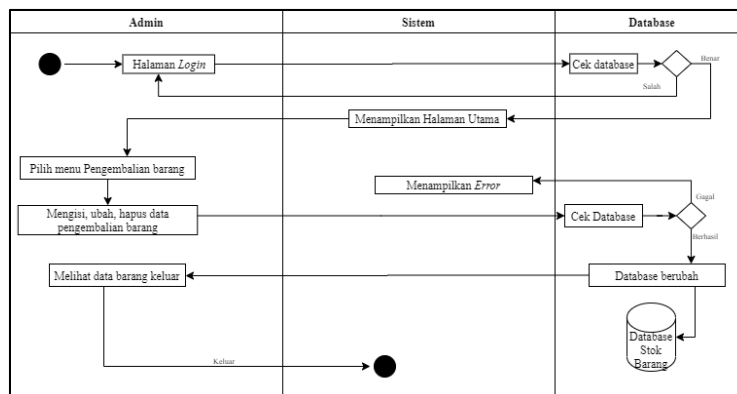 Admin
Sistem
Database
Halaman Login
Cek database
Benar
Salah
Menampilkan Halaman Utama
Pilih menu Pengembalian barang
Menampilkan Error
Gagal
Mengisi, ubah, hapus data
pengembalian barang
Cek Database
Berhasil
Melihat data barang keluar
Database berubah
Database
Stok
Barang
Keluar